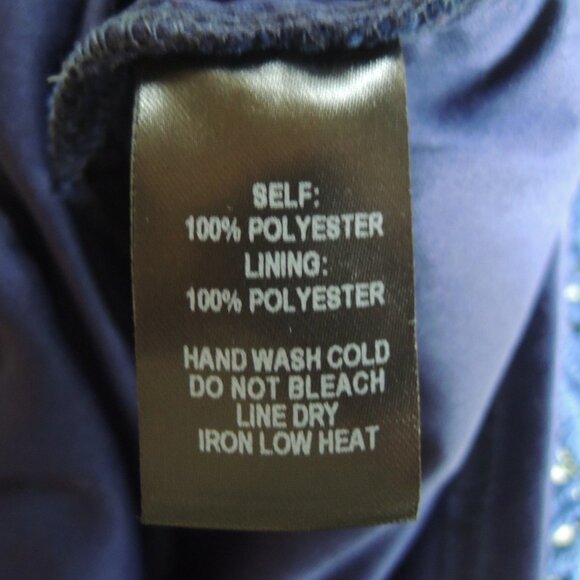 SELF:
100% POLYESTER
LINING:
100% POLYESTER
HAND WASH COLD
DO NOT BLEACH
LINE DRY
IRON LOW HEAT